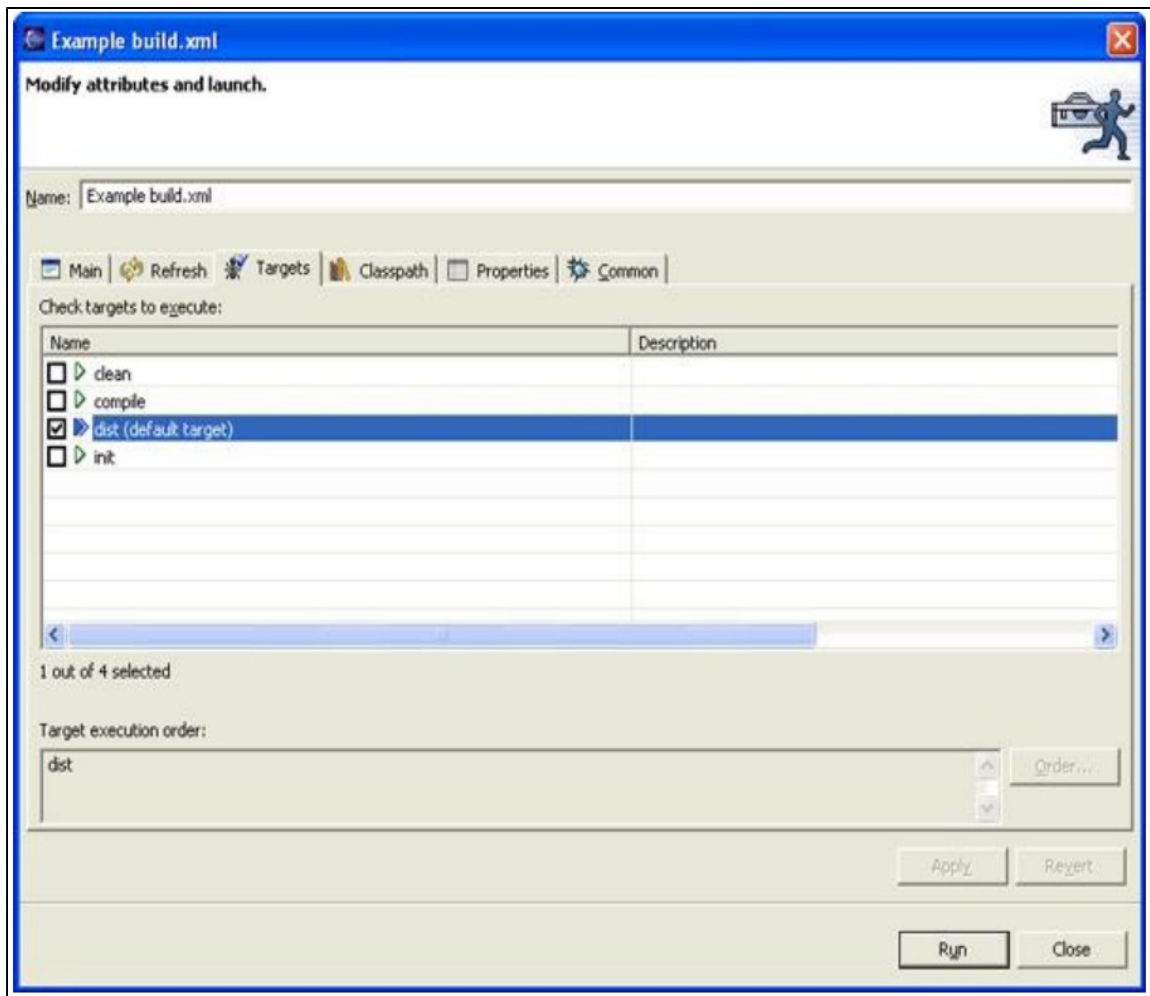 Example build.xml
Modify attributes and launch.
Name: Example build.xml
Main Refresh Targets Classpath Properties Common
Check targets to execute:
Name Description
clean
compile
dist (default target)
init
1 out of 4 selected
Target execution order:
dist
Order...
Apply Revert
Run Close